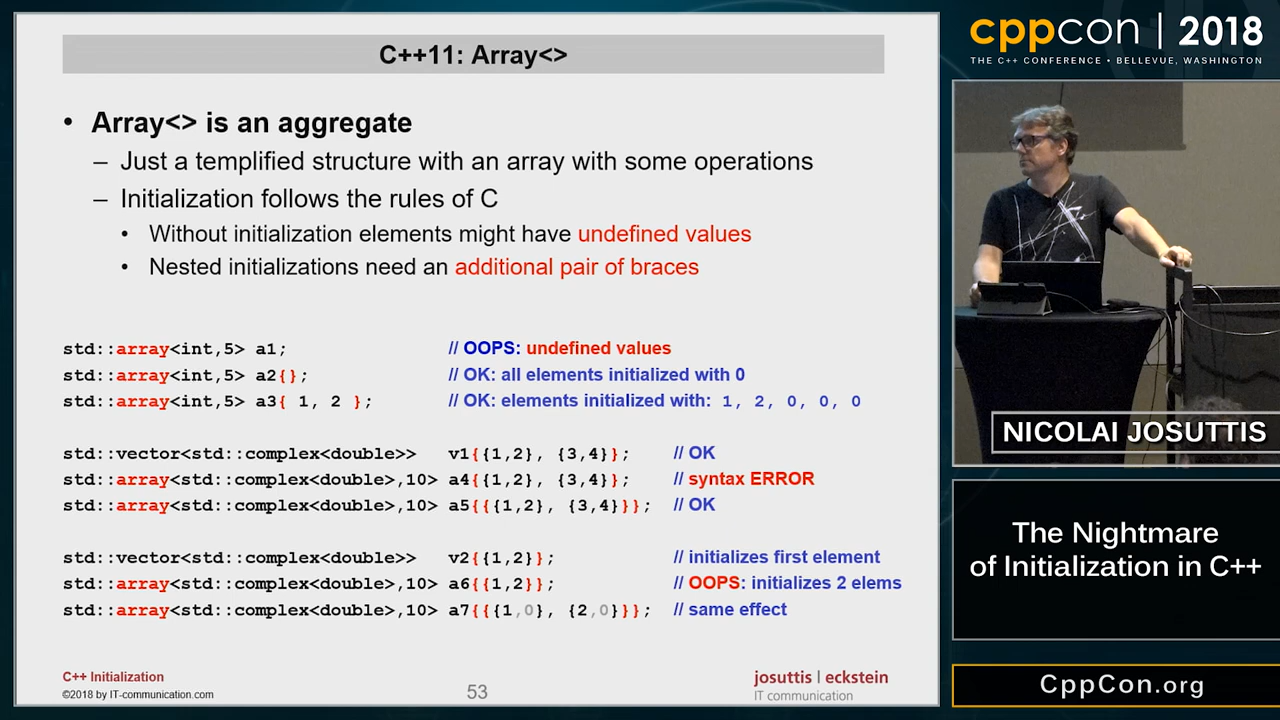 C++11: Array<>
• Array<> is an aggregate
– Just a templified structure with an array with some operations
– Initialization follows the rules of C
• Without initialization elements might have undefined values
• Nested initializations need an additional pair of braces
std::array<int,5> a1; // OOPS: undefined values
std::array<int,5> a2{}; // OK: all elements initialized with 0
std::array<int,5> a3{ 1, 2 }; // OK: elements initialized with: 1, 2, 0, 0, 0
std::vector<std::complex<double>> v1{{1,2}, {3,4}}; // OK
std::array<std::complex<double>,10> a4{{1,2}, {3,4}}; // syntax ERROR
std::array<std::complex<double>,10> a5{{{1,2}, {3,4}}}; // OK
std::vector<std::complex<double>> v2{{1,2}}; // initializes first element
std::array<std::complex<double>,10> a6{{1,2}}; // OOPS: initializes 2 elems
std::array<std::complex<double>,10> a7{{{1,0}, {2,0}}}; // same effect
C++ Initialization
©2018 by IT-communication.com
53
josuttis | eckstein
IT communication
cppcon | 2018
THE C++ CONFERENCE • BELLEVUE, WASHINGTON
NICOLAI JOSUTTIS
The Nightmare
of Initialization in C++
CppCon.org